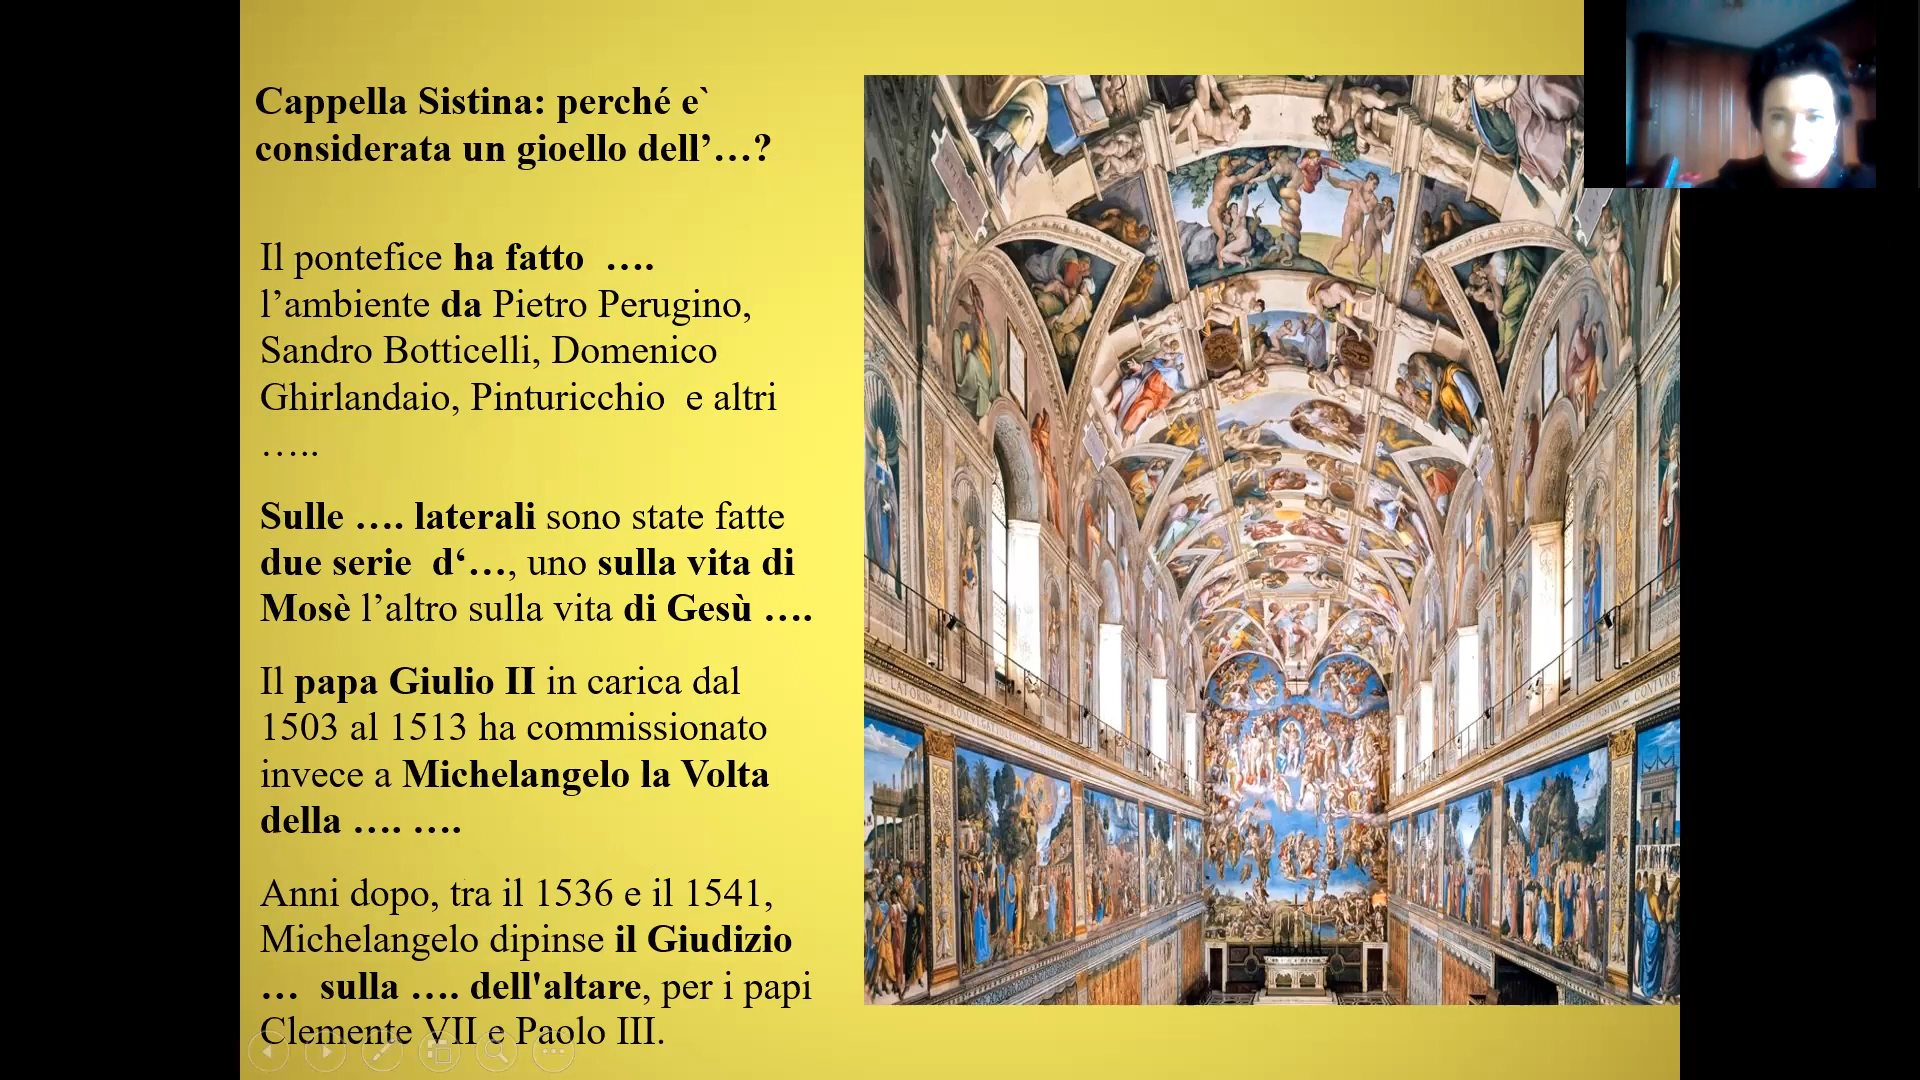 Cappella Sistina: perché e`
considerata un gioello dell’…?
Il pontefice ha fatto ….
l’ambiente da Pietro Perugino,
Sandro Botticelli, Domenico
Ghirlandaio, Pinturicchio e altri
…..
Sulle …. laterali sono state fatte
due serie d‘…, uno sulla vita di
Mosè l’altro sulla vita di Gesù ….
Il papa Giulio II in carica dal
1503 al 1513 ha commissionato
invece a Michelangelo la Volta
della …. ….
Anni dopo, tra il 1536 e il 1541,
Michelangelo dipinse il Giudizio
… sulla …. dell'altare, per i papi
Clemente VII e Paolo III.